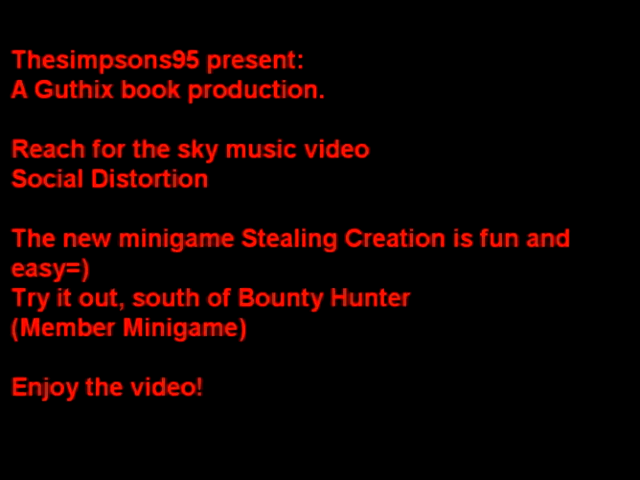 Thesimpsons95 present:
A Guthix book production.
Reach for the sky music video
Social Distortion
The new minigame Stealing Creation is fun and
easy=)
Try it out, south of Bounty Hunter
(Member Minigame)
Enjoy the video!